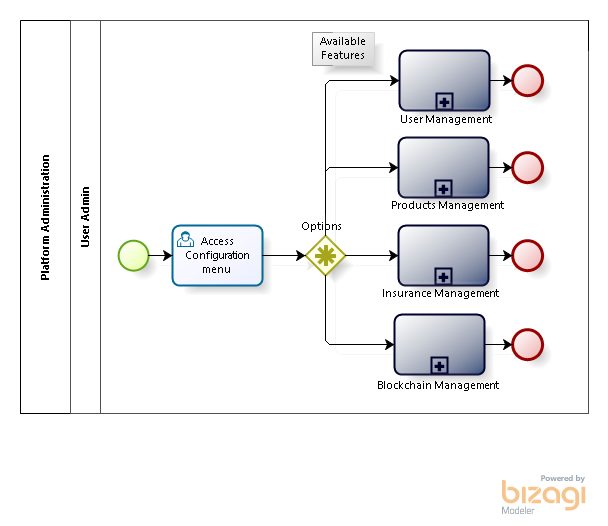 Platform Administration
User Admin
Available
Features
User Management
Products Management
Options
Access
Configuration
menu
Insurance Management
Blockchain Management
Powered by
bizagi
Modeler